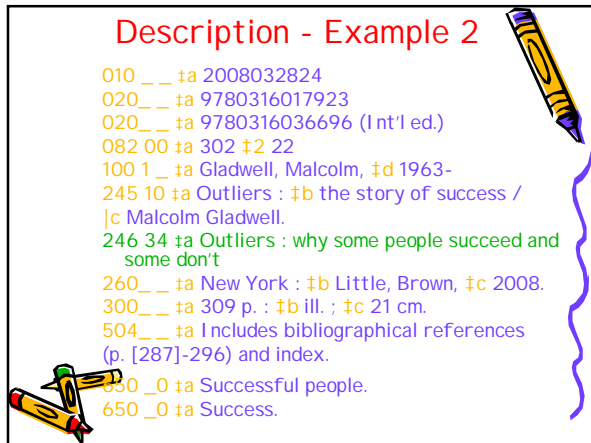 Description - Example 2
010 _ _ ‡a 2008032824
020_ _ ‡a 9780316017923
020_ _ ‡a 9780316036696 (Int'l ed.)
082 00 ‡a 302 ‡2 22
100 1 _ ‡a Gladwell, Malcolm, ‡d 1963-
245 10 ‡a Outliers : ‡b the story of success /
|c Malcolm Gladwell.
246 34 ‡a Outliers : why some people succeed and
some don't
260_ _ ‡a New York : ‡b Little, Brown, ‡c 2008.
300_ _ ‡a 309 p. : ‡b ill. ; ‡c 21 cm.
504_ _ ‡a Includes bibliographical references
(p. [287]-296) and index.
650 _0 ‡a Successful people.
650 _0 ‡a Success.